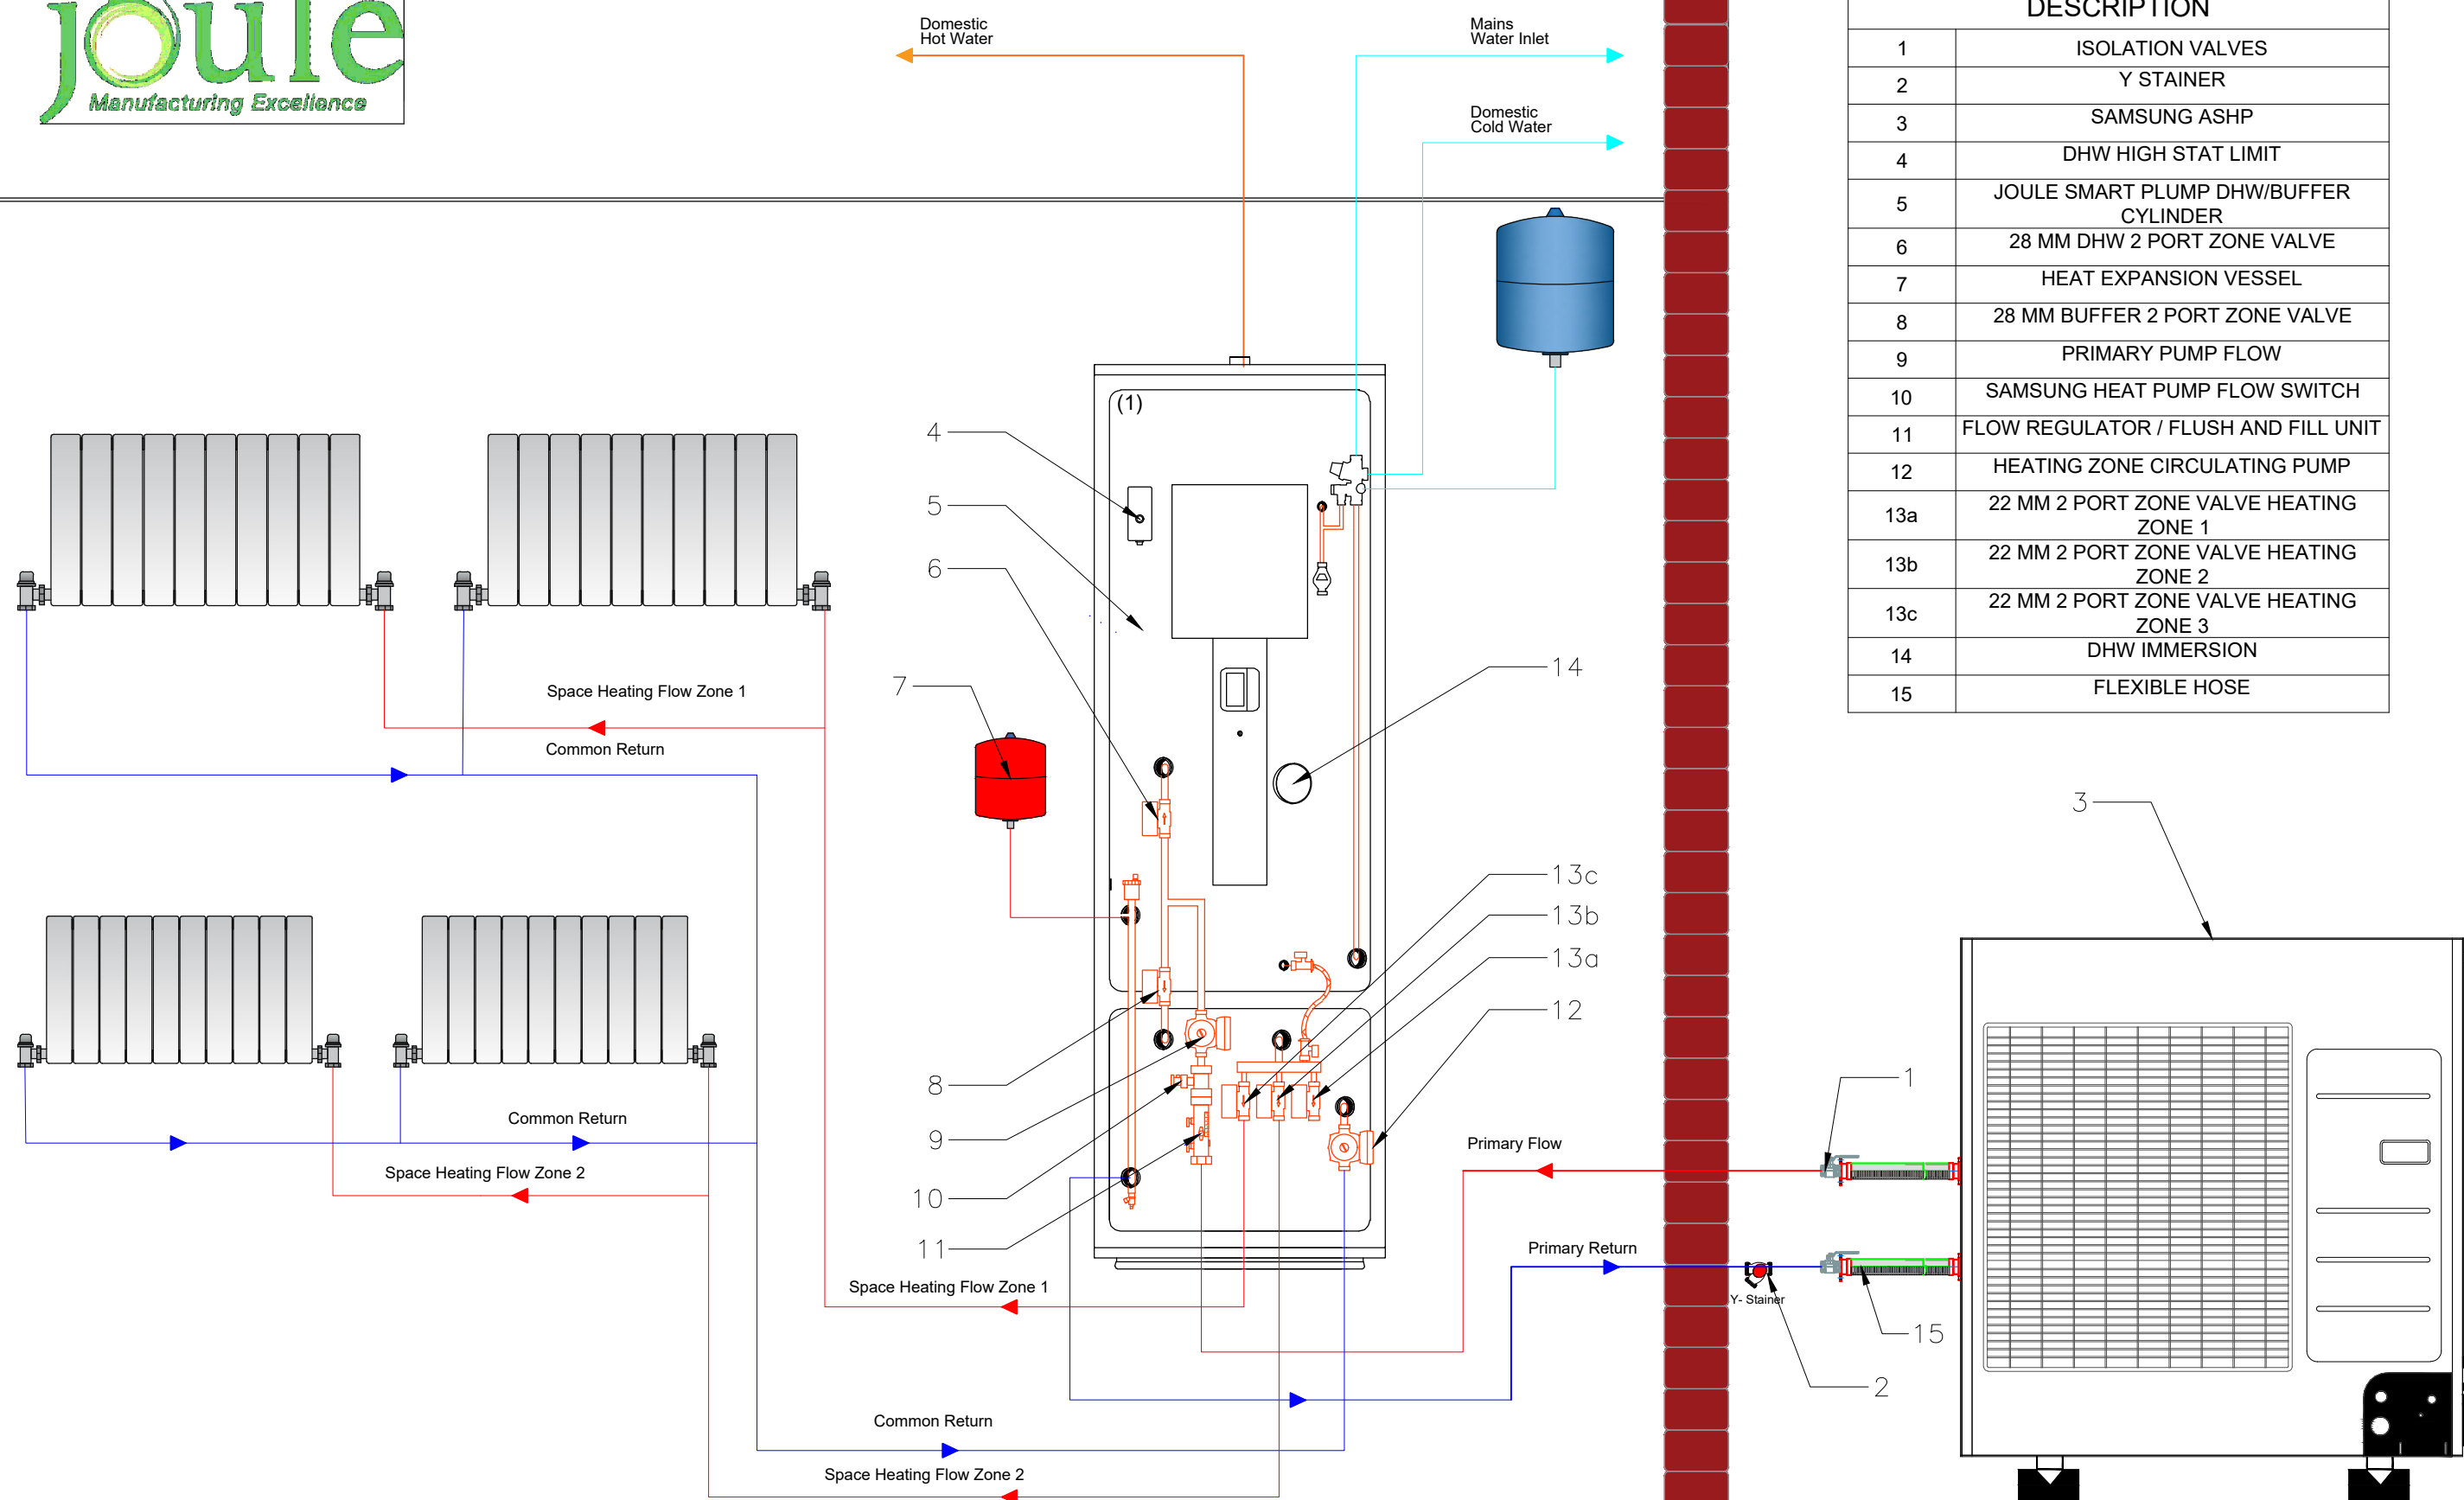 joule
Manufacturing Excellence
Domestic
Hot Water
Mains
Water Inlet
Domestic
Cold Water
DESCRIPTION
1 ISOLATION VALVES
2 Y STAINER
3 SAMSUNG ASHP
4 DHW HIGH STAT LIMIT
5 JOULE SMART PLUMP DHW/BUFFER
CYLINDER
6 28 MM DHW 2 PORT ZONE VALVE
7 HEAT EXPANSION VESSEL
8 28 MM BUFFER 2 PORT ZONE VALVE
9 PRIMARY PUMP FLOW
10 SAMSUNG HEAT PUMP FLOW SWITCH
11 FLOW REGULATOR / FLUSH AND FILL UNIT
12 HEATING ZONE CIRCULATING PUMP
13a 22 MM 2 PORT ZONE VALVE HEATING
ZONE 1
13b 22 MM 2 PORT ZONE VALVE HEATING
ZONE 2
13c 22 MM 2 PORT ZONE VALVE HEATING
ZONE 3
14 DHW IMMERSION
15 FLEXIBLE HOSE
(1)
4
5
6
7
14
Space Heating Flow Zone 1
Common Return
3
13c
13b
13a
12
8
9
10
11
1
Common Return
Space Heating Flow Zone 2
Primary Flow
Primary Return
Y- Stainer
15
2
Space Heating Flow Zone 1
Common Return
Space Heating Flow Zone 2